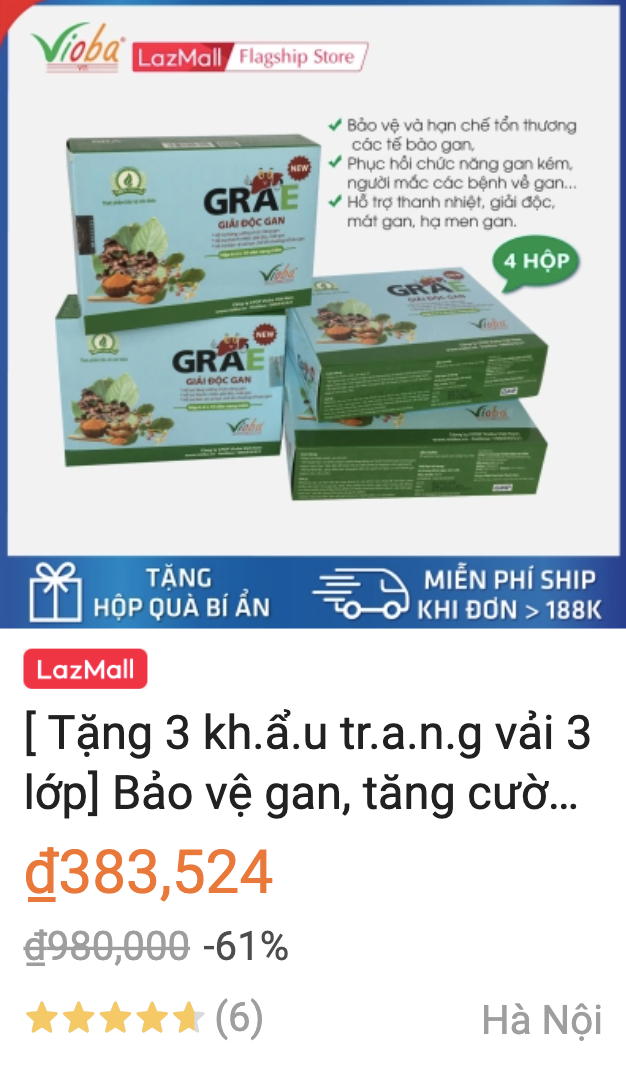 Vioba
VN
LazMall Flagship Store
Bảo vệ và hạn chế tổn thương
các tế bào gan,
Phục hồi chức năng gan kém,
người mắc các bệnh về gan...
Hỗ trợ thanh nhiệt, giải độc,
mát gan, hạ men gan.
4 HỘP
NEW
GRAE
GIẢI ĐỘC GAN
Vioba
GRAE
GIẢI ĐỘC GAN
Vioba
NEW
GRAE
GIẢI ĐỘC GAN
Vioba
Vioba
TẶNG
HỘP QUÀ BÍ ẨN
MIỄN PHÍ SHIP
KHI ĐƠN > 188K
LazMall
[ Tặng 3 kh.ẩ.u tr.a.n.g vải 3
lớp] Bảo vệ gan, tăng cườ...
₫383,524
₫980,000 -61%
(6)
Hà Nội